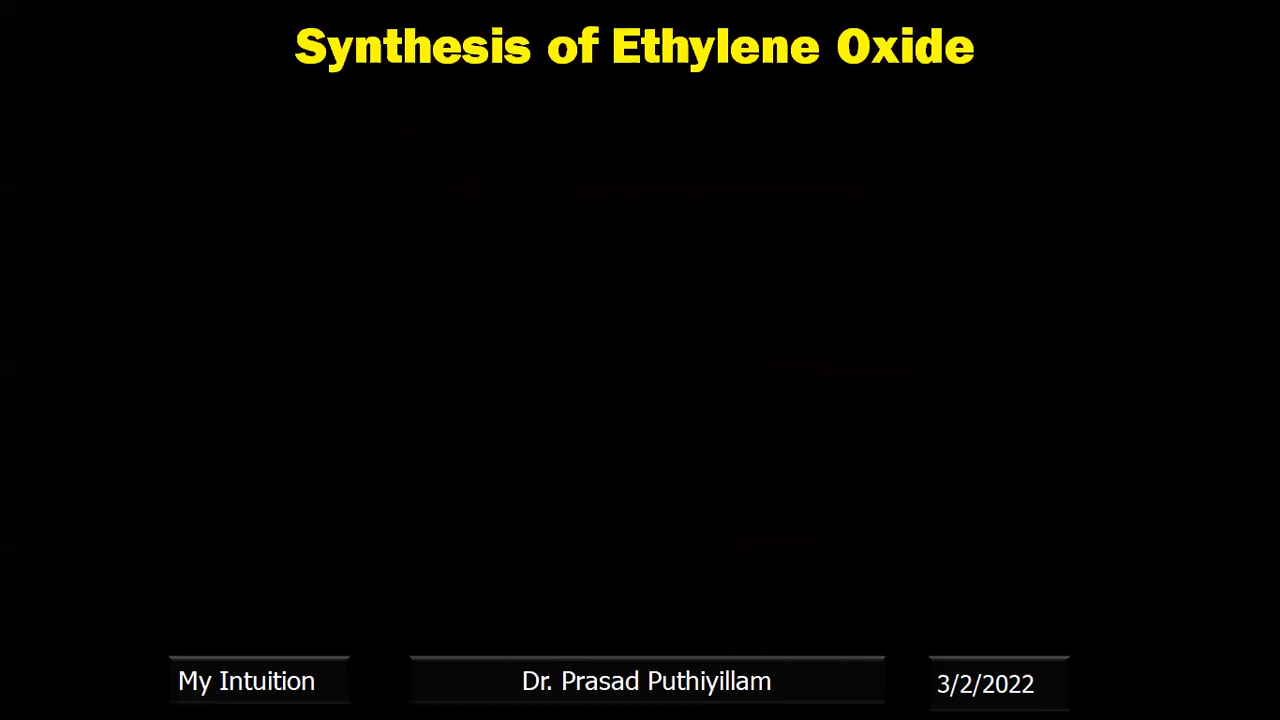 Synthesis of Ethylene Oxide
My Intuition
Dr. Prasad Puthiyillam
3/2/2022